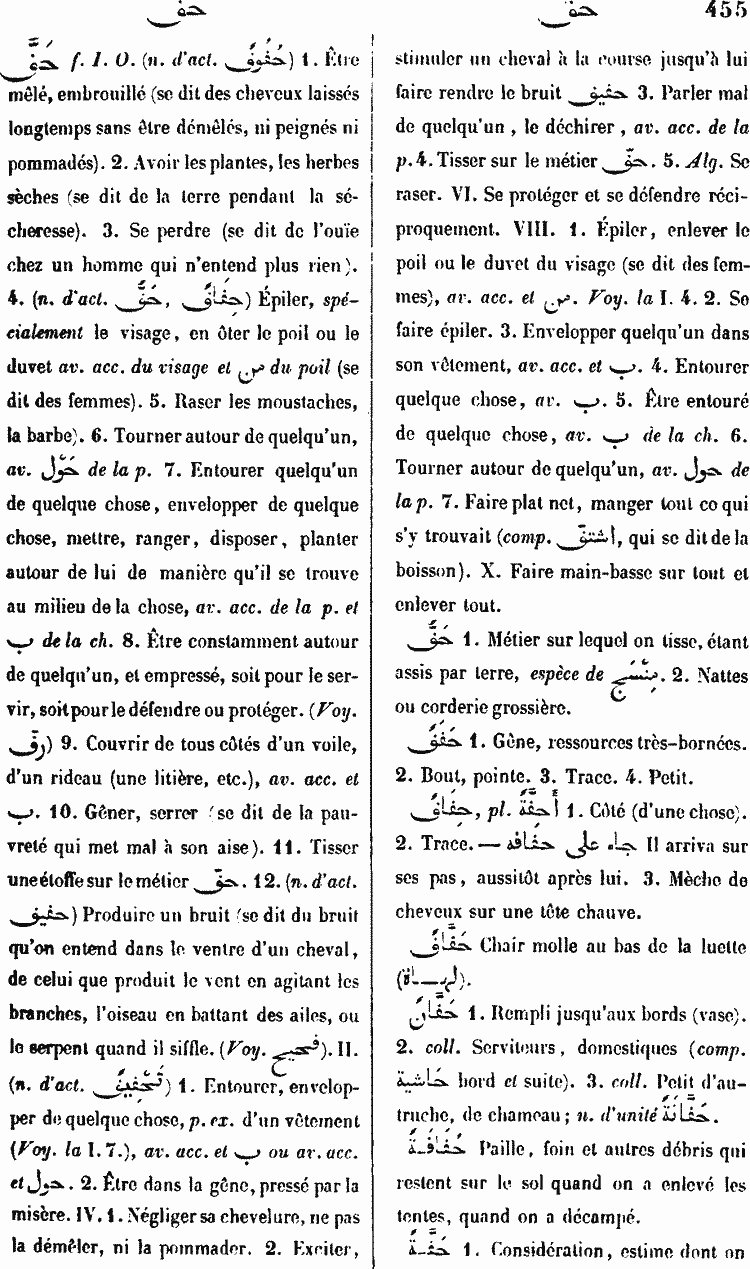 حف
حف 455
حَفَّ f. I. O. (n. d'act. حُفُوفٌ) 1. Être
mêlé, embrouillé (se dit des cheveux laissés
longtemps sans être démêlés, ni peignés ni
pommadés). 2. Avoir les plantes, les herbes
sèches (se dit de la terre pendant la sé-
cheresse). 3. Se perdre (se dit de l'ouïe
chez un homme qui n'entend plus rien).
4. (n. d'act. حَفٌّ, حِفَافٌ) Épiler, spé-
cialement le visage, en ôter le poil ou le
duvet av. acc. du visage et من du poil (se
dit des femmes). 5. Raser les moustaches,
la barbe). 6. Tourner autour de quelqu'un,
av. حَوْل de la p. 7. Entourer quelqu'un
de quelque chose, envelopper de quelque
chose, mettre, ranger, disposer, planter
autour de lui de manière qu'il se trouve
au milieu de la chose, av. acc. de la p. et
ب de la ch. 8. Être constamment autour
de quelqu'un, et empressé, soit pour le ser-
vir, soit pour le défendre ou protéger. (Voy.
رفّ) 9. Couvrir de tous côtés d'un voile,
d'un rideau (une litière, etc.), av. acc. et
ب. 10. Gêner, serrer (se dit de la pau-
vreté qui met mal à son aise). 11. Tisser
une étoffe sur le métier حفّ. 12. (n. d'act.
حفيف) Produire un bruit (se dit du bruit
qu'on entend dans le ventre d'un cheval,
de celui que produit le vent en agitant les
branches, l'oiseau en battant des ailes, ou
le serpent quand il siffle. (Voy. فحيح). II.
(n. d'act. تَحْفِيفٌ) 1. Entourer, envelop-
per de quelque chose, p. ex. d'un vêtement
(Voy. la I. 7.), av. acc. et ب ou av. acc.
et حول. 2. Être dans la gêne, pressé par la
misère. IV. 1. Négliger sa chevelure, ne pas
la démêler, ni la pommader. 2. Exciter,
stimuler un cheval à la course jusqu'à lui
faire rendre le bruit حفيف 3. Parler mal
de quelqu'un, le déchirer, av. acc. de la
p. 4. Tisser sur le métier حفّ. 5. Alg. Se
raser. VI. Se protéger et se défendre réci-
proquement. VIII. 1. Épiler, enlever le
poil ou le duvet du visage (se dit des fem-
mes), av. acc. et من. Voy. la I. 4. 2. Se
faire épiler. 3. Envelopper quelqu'un dans
son vêtement, av. acc. et ب. 4. Entourer
quelque chose, av. ب. 5. Être entouré
de quelque chose, av. ب de la ch. 6.
Tourner autour de quelqu'un, av. حول de
la p. 7. Faire plat net, manger tout ce qui
s'y trouvait (comp. اشتفّ, qui se dit de la
boisson). X. Faire main-basse sur tout et
enlever tout.
حَفٌّ 1. Métier sur lequel on tisse, étant
assis par terre, espèce de مِنْسَج. 2. Nattes
ou corderie grossière.
حَفَفٌ 1. Gêne, ressources très-bornées.
2. Bout, pointe. 3. Trace. 4. Petit.
حِفَافٌ, pl. أَحِفَّةٌ 1. Côté (d'une chose).
2. Trace. — جاء على حفافه Il arriva sur
ses pas, aussitôt après lui. 3. Mèche de
cheveux sur une tête chauve.
حَفَّافٌ Chair molle au bas de la luette
(لهاة).
حَفَّانٌ 1. Rempli jusqu'aux bords (vase).
2. coll. Serviteurs, domestiques (comp.
حَاشية bord et suite). 3. coll. Petit d'au-
truche, de chameau; n. d'unité حَفَّانَةٌ.
حُفَافَةٌ Paille, foin et autres débris qui
restent sur le sol quand on a enlevé les
tentes, quand on a décampé.
حَفَّةٌ 1. Considération, estime dont on